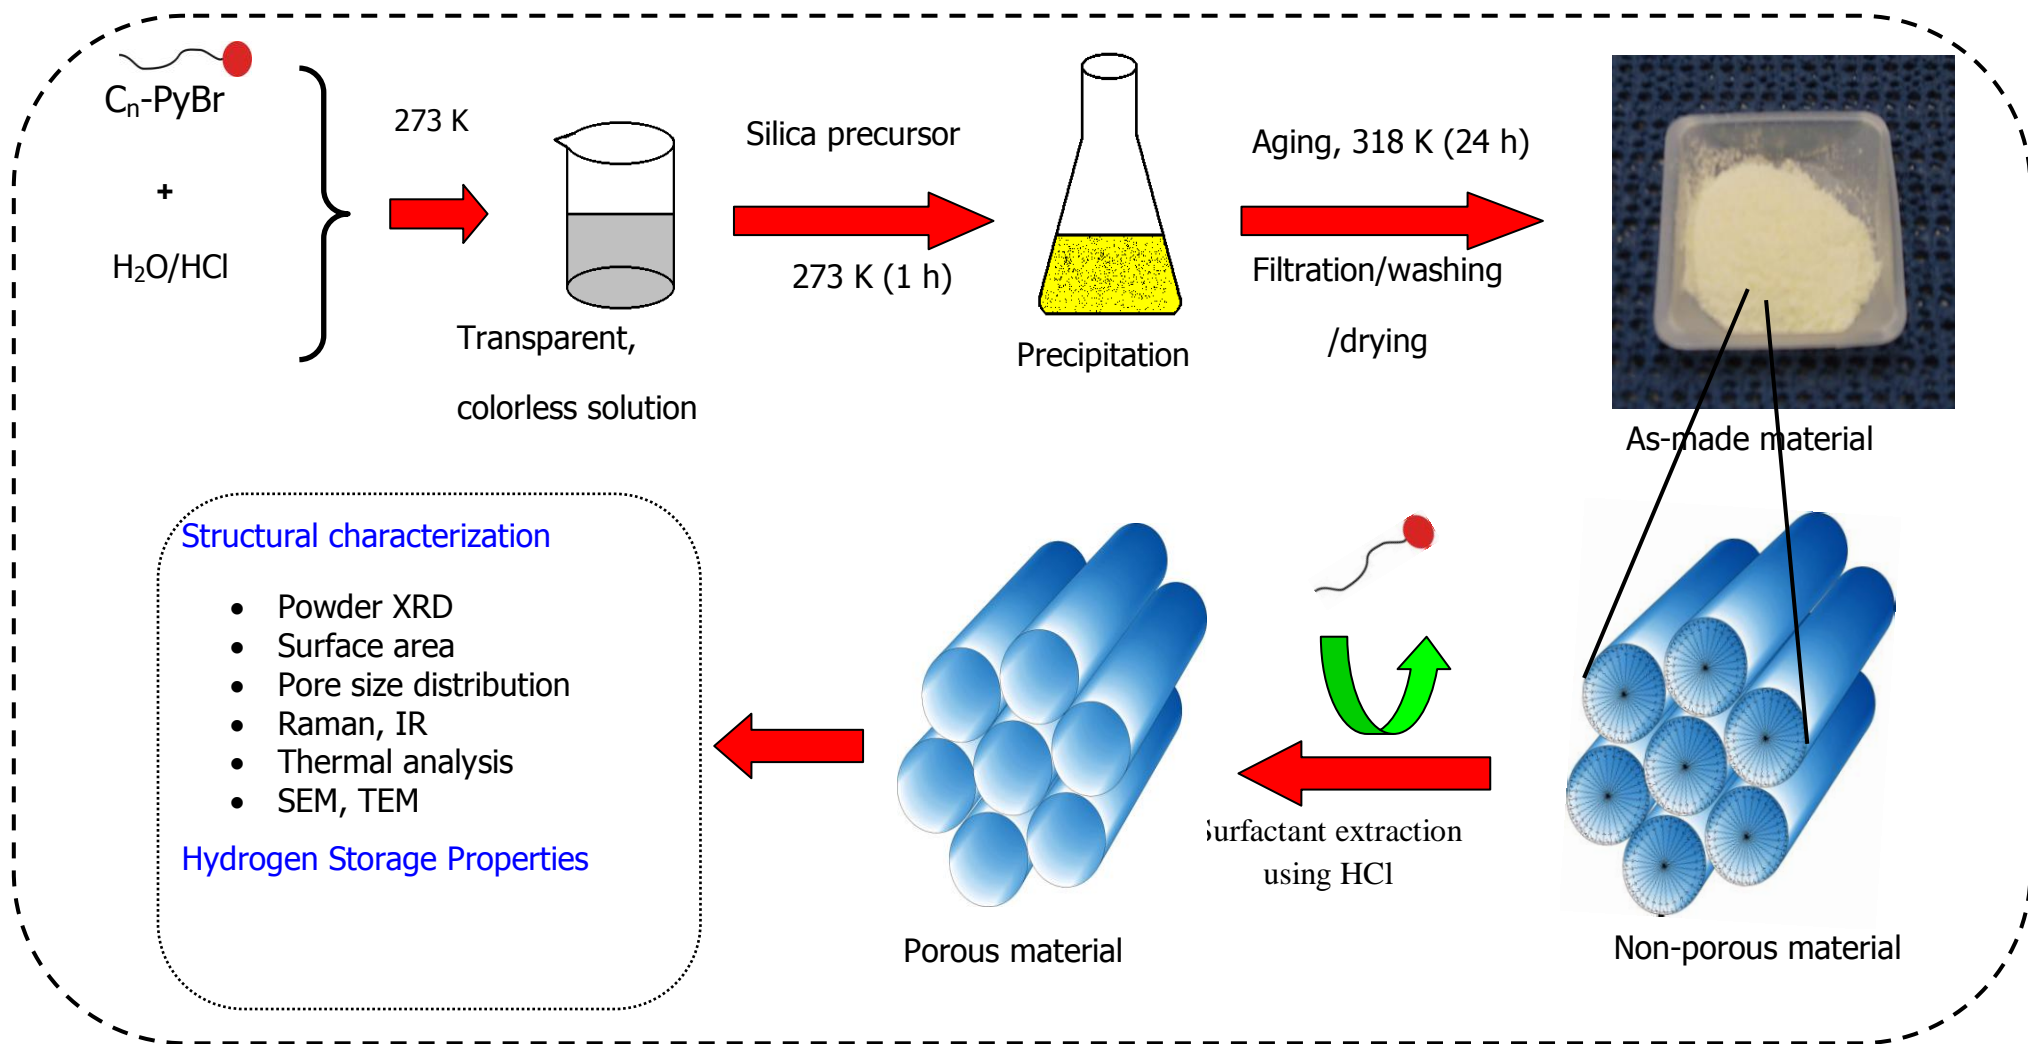 Cn-PyBr
+
H2O/HCl
273 K
Transparent,
colorless solution
Silica precursor
273 K (1 h)
Precipitation
Aging, 318 K (24 h)
Filtration/washing
/drying
As-made material
Non-porous material
Surfactant extraction
using HCl
Porous material
Structural characterization
• Powder XRD
• Surface area
• Pore size distribution
• Raman, IR
• Thermal analysis
• SEM, TEM
Hydrogen Storage Properties